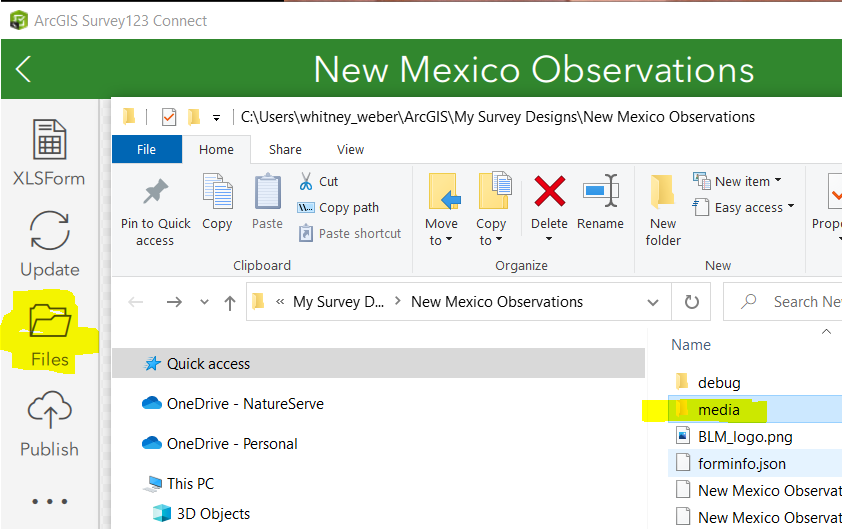 ArcGIS Survey123 Connect
New Mexico Observations
XLSForm
Update
Files
Publish
C:\Users\whitney_weber\ArcGIS\My Survey Designs\New Mexico Observations
File Home Share View
Pin to Quick access
Copy
Paste
Cut
Copy path
Paste shortcut
Clipboard
Move to
Copy to
Delete
Rename
Organize
New folder
New item
Easy access
New
Prope
« My Survey D... > New Mexico Observations
Search Ne
Quick access
OneDrive - NatureServe
OneDrive - Personal
This PC
3D Objects
Name
debug
media
BLM_logo.png
forminfo.json
New Mexico Observat
New Mexico Observat